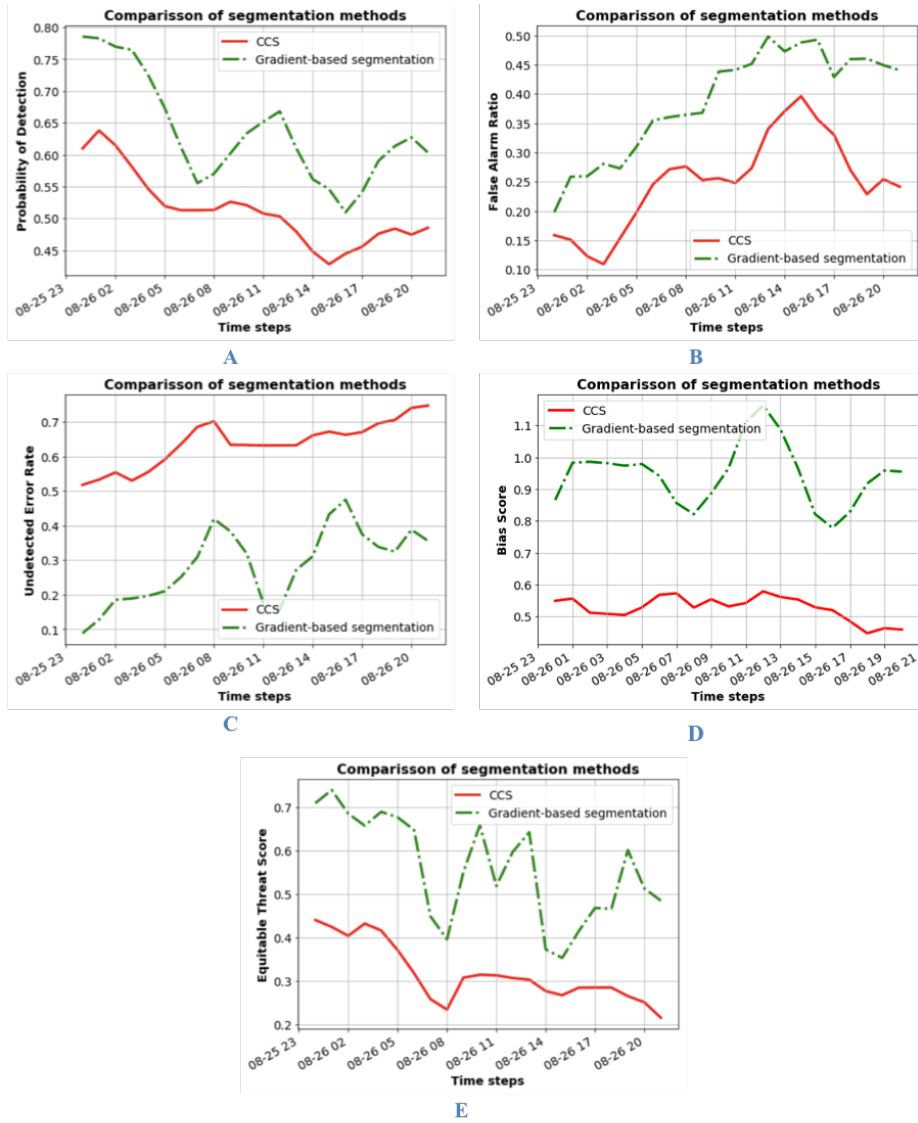 Comparisson of segmentation methods
0.80
0.75
0.70
0.65
0.60
0.55
0.50
0.45
Probability of Detection
CCS
Gradient-based segmentation
08-25 23
08-26 02
08-26 05
08-26 08
08-26 11
08-26 14
08-26 17
08-26 20
Time steps
A
Comparisson of segmentation methods
0.50
0.45
0.40
0.35
0.30
0.25
0.20
0.15
0.10
False Alarm Ratio
CCS
Gradient-based segmentation
08-25 23
08-26 02
08-26 05
08-26 08
08-26 11
08-26 14
08-26 17
08-26 20
Time steps
B
Comparisson of segmentation methods
0.7
0.6
0.5
0.4
0.3
0.2
0.1
Undetected Error Rate
CCS
Gradient-based segmentation
08-25 23
08-26 02
08-26 05
08-26 08
08-26 11
08-26 14
08-26 17
08-26 20
Time steps
C
Comparisson of segmentation methods
1.1
1.0
0.9
0.8
0.7
0.6
0.5
Bias Score
CCS
Gradient-based segmentation
08-25 23
08-26 01
08-26 03
08-26 05
08-26 07
08-26 09
08-26 11
08-26 13
08-26 15
08-26 17
08-26 19
08-26 21
Time steps
D
Comparisson of segmentation methods
0.7
0.6
0.5
0.4
0.3
0.2
Equitable Threat Score
CCS
Gradient-based segmentation
08-25 23
08-26 02
08-26 05
08-26 08
08-26 11
08-26 14
08-26 17
08-26 20
Time steps
E